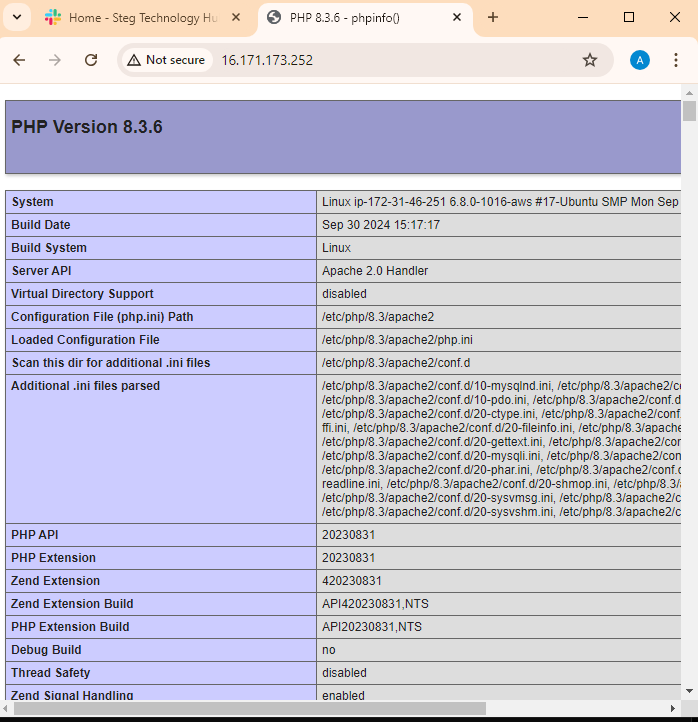 Home - Steg Technology Hu
PHP 8.3.6 - phpinfo()
Not secure 16.171.173.252
A
PHP Version 8.3.6
System Linux ip-172-31-46-251 6.8.0-1016-aws #17-Ubuntu SMP Mon Sep
Build Date Sep 30 2024 15:17:17
Build System Linux
Server API Apache 2.0 Handler
Virtual Directory Support disabled
Configuration File (php.ini) Path /etc/php/8.3/apache2
Loaded Configuration File /etc/php/8.3/apache2/php.ini
Scan this dir for additional .ini files /etc/php/8.3/apache2/conf.d
Additional .ini files parsed /etc/php/8.3/apache2/conf.d/10-mysqlnd.ini, /etc/php/8.3/apache2/co
/etc/php/8.3/apache2/conf.d/10-pdo.ini, /etc/php/8.3/apache2/conf.d
/etc/php/8.3/apache2/conf.d/20-ctype.ini, /etc/php/8.3/apache2/conf.
ffi.ini, /etc/php/8.3/apache2/conf.d/20-fileinfo.ini, /etc/php/8.3/apache
/etc/php/8.3/apache2/conf.d/20-gettext.ini, /etc/php/8.3/apache2/con
/etc/php/8.3/apache2/conf.d/20-mysqli.ini, /etc/php/8.3/apache2/con
/etc/php/8.3/apache2/conf.d/20-phar.ini, /etc/php/8.3/apache2/conf.d
readline.ini, /etc/php/8.3/apache2/conf.d/20-shmop.ini, /etc/php/8.3/a
/etc/php/8.3/apache2/conf.d/20-sysvmsg.ini, /etc/php/8.3/apache2/c
/etc/php/8.3/apache2/conf.d/20-sysvshm.ini, /etc/php/8.3/apache2/c
PHP API 20230831
PHP Extension 20230831
Zend Extension 420230831
Zend Extension Build API420230831,NTS
PHP Extension Build API20230831,NTS
Debug Build no
Thread Safety disabled
Zend Signal Handling enabled